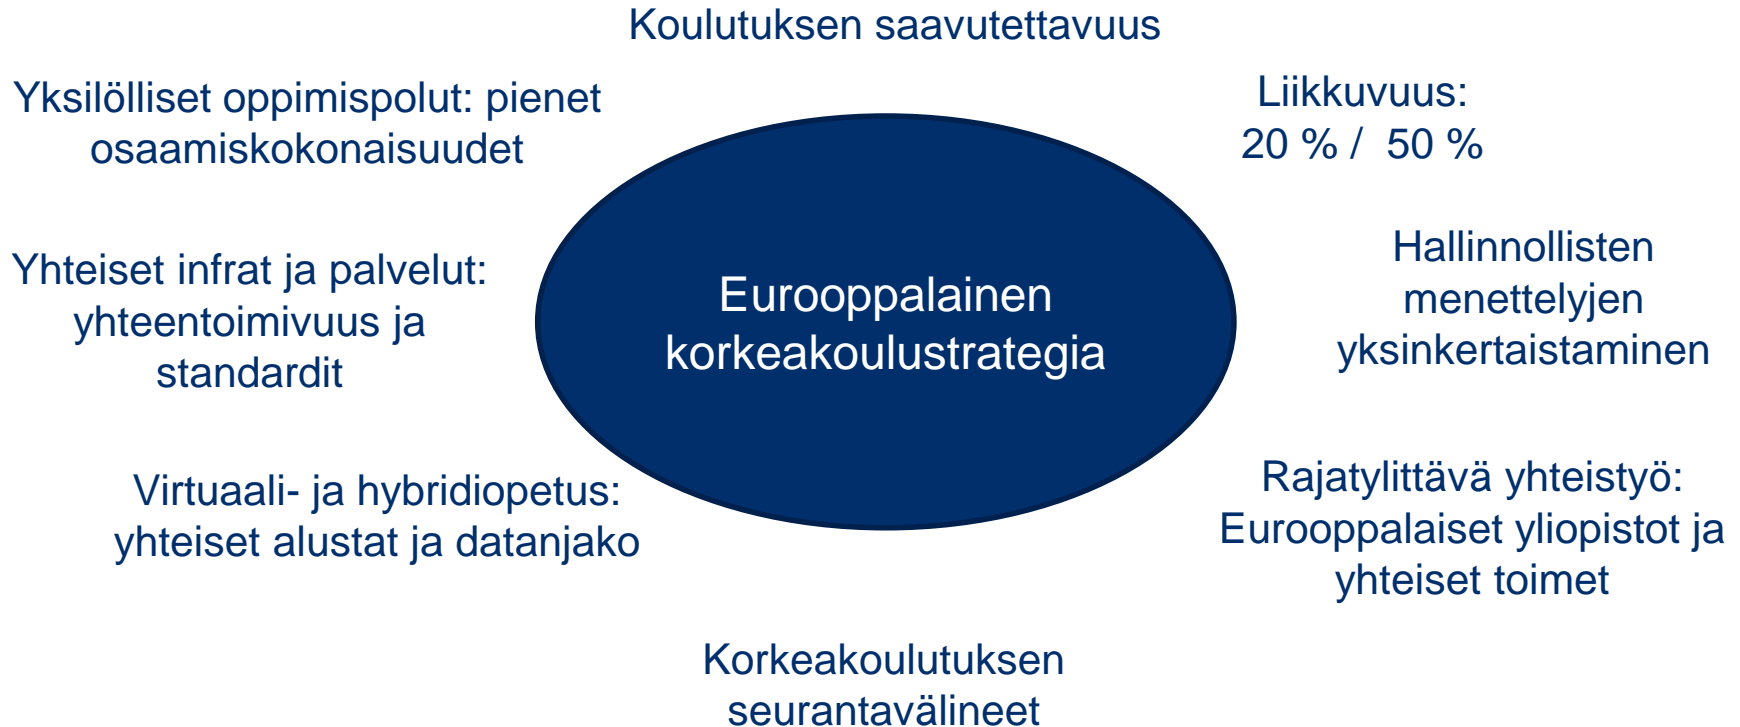 Koulutuksen saavutettavuus
Yksilölliset oppimispolut: pienet
osaamiskokonaisuudet
Liikkuvuus:
20 % / 50 %
Yhteiset infrat ja palvelut:
yhteentoimivuus ja
standardit
Eurooppalainen
korkeakoulustrategia
Hallinnollisten
menettelyjen
yksinkertaistaminen
Virtuaali- ja hybridiopetus:
yhteiset alustat ja datanjako
Rajatylittävä yhteistyö:
Eurooppalaiset yliopistot ja
yhteiset toimet
Korkeakoulutuksen
seurantavälineet